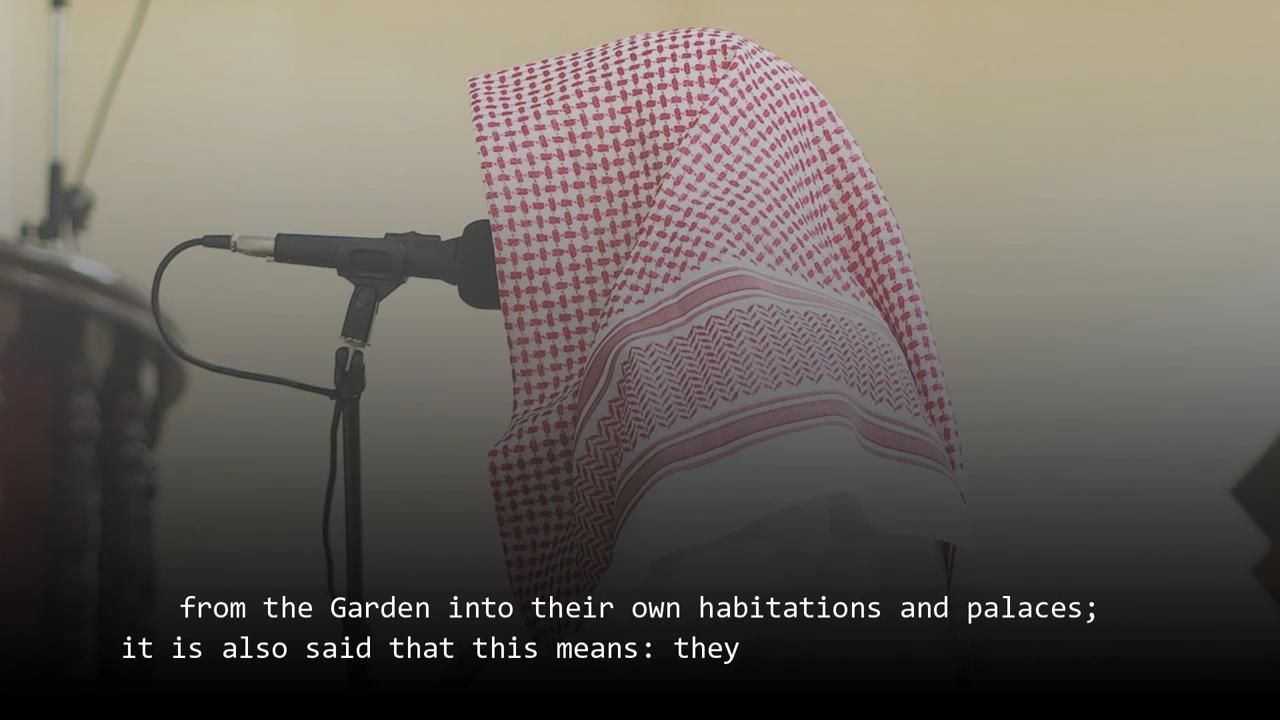 from the Garden into their own habitations and palaces;
it is also said that this means: they